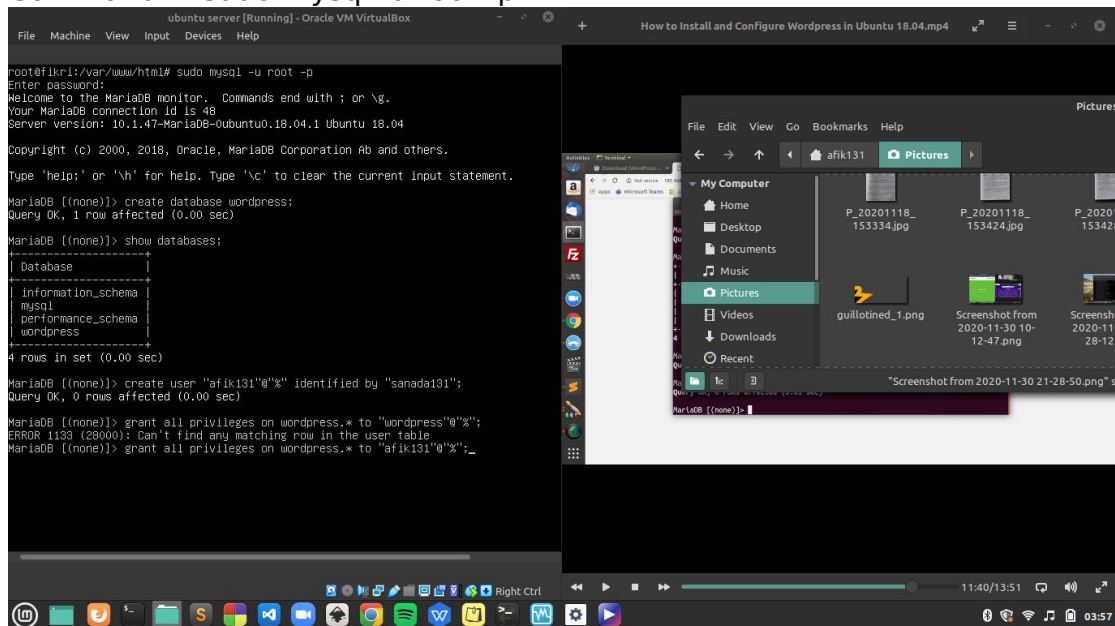 ubuntu server [Running] - Oracle VM VirtualBox
File Machine View Input Devices Help
root@fikri:/var/www/html# sudo mysql -u root -p
Enter password:
Welcome to the MariaDB monitor.  Commands end with ; or \g.
Your MariaDB connection id is 48
Server version: 10.1.47-MariaDB-0ubuntu0.18.04.1 Ubuntu 18.04
Copyright (c) 2000, 2018, Oracle, MariaDB Corporation Ab and others.
Type 'help;' or '\h' for help. Type '\c' to clear the current input statement.
MariaDB [(none)]> create database wordpress;
Query OK, 1 row affected (0.00 sec)
MariaDB [(none)]> show databases;
+--------------------+
| Database           |
+--------------------+
| information_schema |
| mysql              |
| performance_schema |
| wordpress          |
+--------------------+
4 rows in set (0.00 sec)
MariaDB [(none)]> create user "afik131"@"%" identified by "sanada131";
Query OK, 0 rows affected (0.00 sec)
MariaDB [(none)]> grant all privileges on wordpress.* to "wordpress"@"%";
ERROR 1133 (28000): Can't find any matching row in the user table
MariaDB [(none)]> grant all privileges on wordpress.* to "afik131"@"%";_
Right Ctrl
How to Install and Configure Wordpress in Ubuntu 18.04.mp4
Pictures
File Edit View Go Bookmarks Help
afik131 Pictures
My Computer
Home
Desktop
Documents
Music
Pictures
Videos
Downloads
Recent
P_20201118_
153334.jpg
P_20201118_
153424.jpg
guillotined_1.png
Screenshot from
2020-11-30 10-
12-47.png
"Screenshot from 2020-11-30 21-28-50.png" s
Activities Terminal
Apps Microsoft Teams
MariaDB [(none)]>
11:40/13:51
03:57